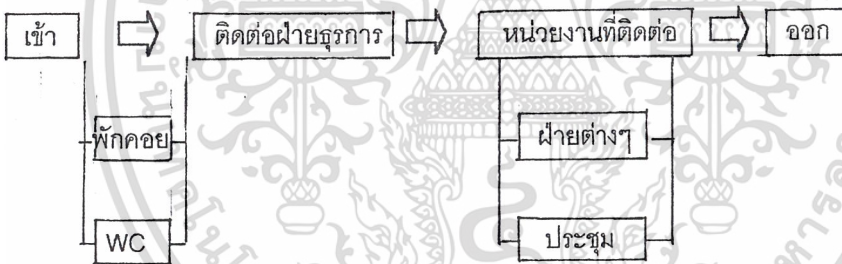 เข้า ติดต่อฝ่ายธุรการ หน่วยงานที่ติดต่อ ออก
พักคอย ฝ่ายต่างๆ
WC ประชุม